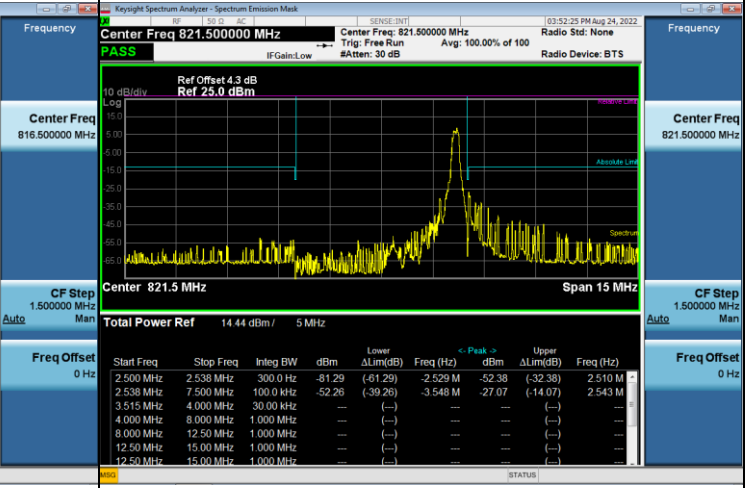 Keysight Spectrum Analyzer - Spectrum Emission Mask
RF 50 Ω AC SENSE:INT 03:52:25 PM Aug 24, 2022
Center Freq 821.500000 MHz
Center Freq: 821.500000 MHz
Radio Std: None
Trig: Free Run Avg: 100.00% of 100
PASS
IFGain:Low
#Atten: 30 dB
Radio Device: BTS
Frequency
Center Freq
816.500000 MHz
CF Step
1.500000 MHz
Auto Man
Freq Offset
0 Hz
Ref Offset 4.3 dB
10 dB/div Ref 25.0 dBm
Log
Relative Limit
15.0
5.00
Absolute Limit
-15.0
-25.0
-35.0
-45.0
Spectrum
-55.0
-65.0
Center 821.5 MHz Span 15 MHz
Total Power Ref 14.44 dBm / 5 MHz
Lower <- Peak -> Upper
Start Freq Stop Freq Integ BW dBm ΔLim(dB) Freq (Hz) dBm ΔLim(dB) Freq (Hz)
2.500 MHz 2.538 MHz 300.0 Hz -81.29 (-61.29) -2.529 M -52.38 (-32.38) 2.510 M
2.538 MHz 7.500 MHz 100.0 kHz -52.26 (-39.26) -3.548 M -27.07 (-14.07) 2.543 M
3.515 MHz 4.000 MHz 30.00 kHz --- (---) --- --- (---) ---
4.000 MHz 8.000 MHz 1.000 MHz --- (---) --- --- (---) ---
8.000 MHz 12.50 MHz 1.000 MHz --- (---) --- --- (---) ---
12.50 MHz 15.00 MHz 1.000 MHz --- (---) --- --- (---) ---
12.50 MHz 15.00 MHz 1.000 MHz --- (---) --- --- (---) ---
MSG STATUS
Frequency
Center Freq
821.500000 MHz
CF Step
1.500000 MHz
Auto Man
Freq Offset
0 Hz